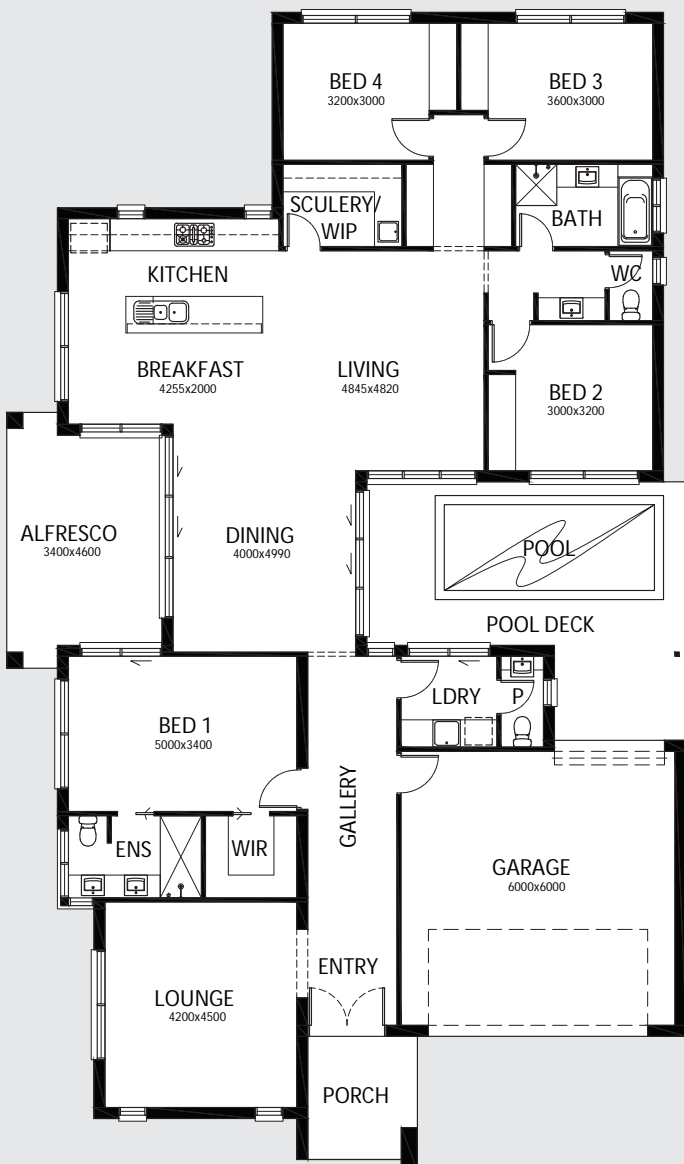 BED 4
3200x3000
BED 3
3600x3000
SCULERY/
WIP
BATH
KITCHEN
WC
BREAKFAST
4255x2000
LIVING
4845x4820
BED 2
3000x3200
ALFRESCO
3400x4600
DINING
4000x4990
POOL
POOL DECK
BED 1
5000x3400
LDRY
P
GALLERY
ENS
WIR
GARAGE
6000x6000
ENTRY
LOUNGE
4200x4500
PORCH